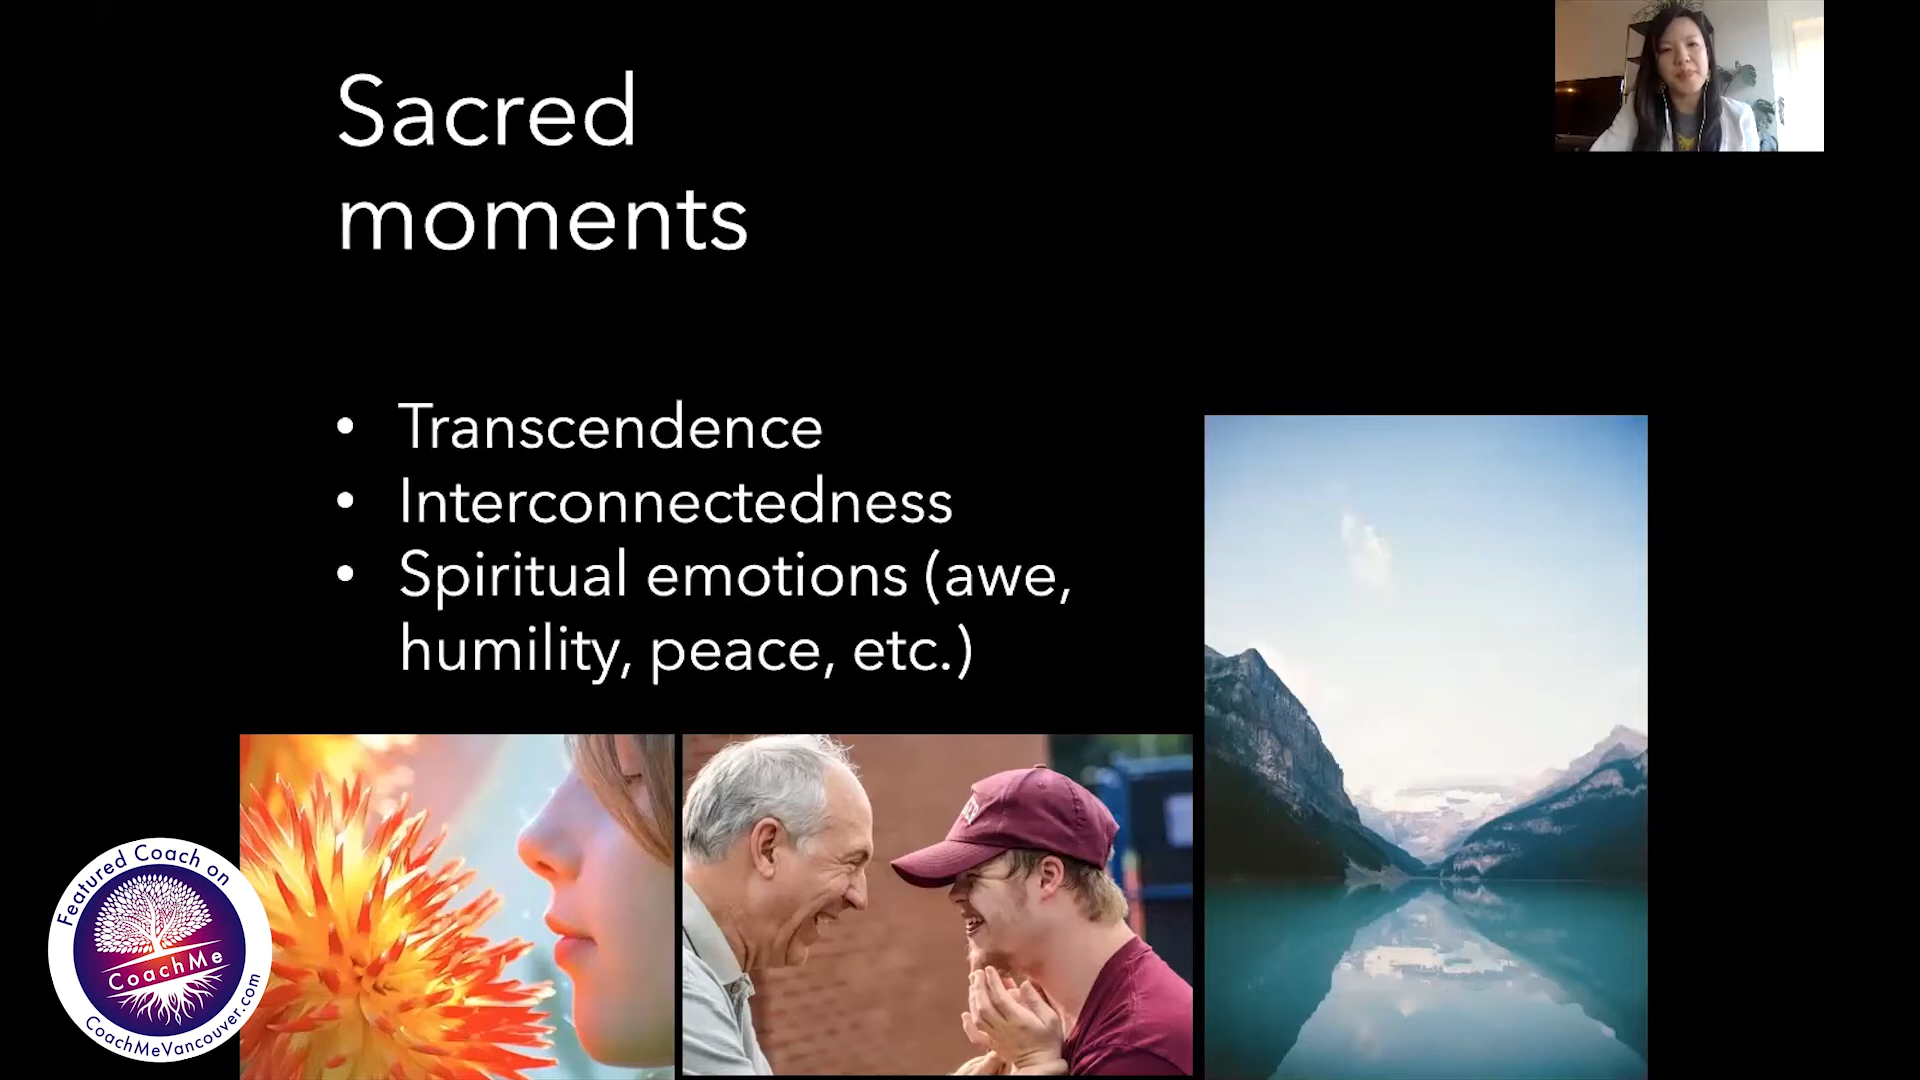 Sacred
moments
• Transcendence
• Interconnectedness
• Spiritual emotions (awe,
humility, peace, etc.)
Featured Coach on
CoachMe
CoachMeVancouver.com